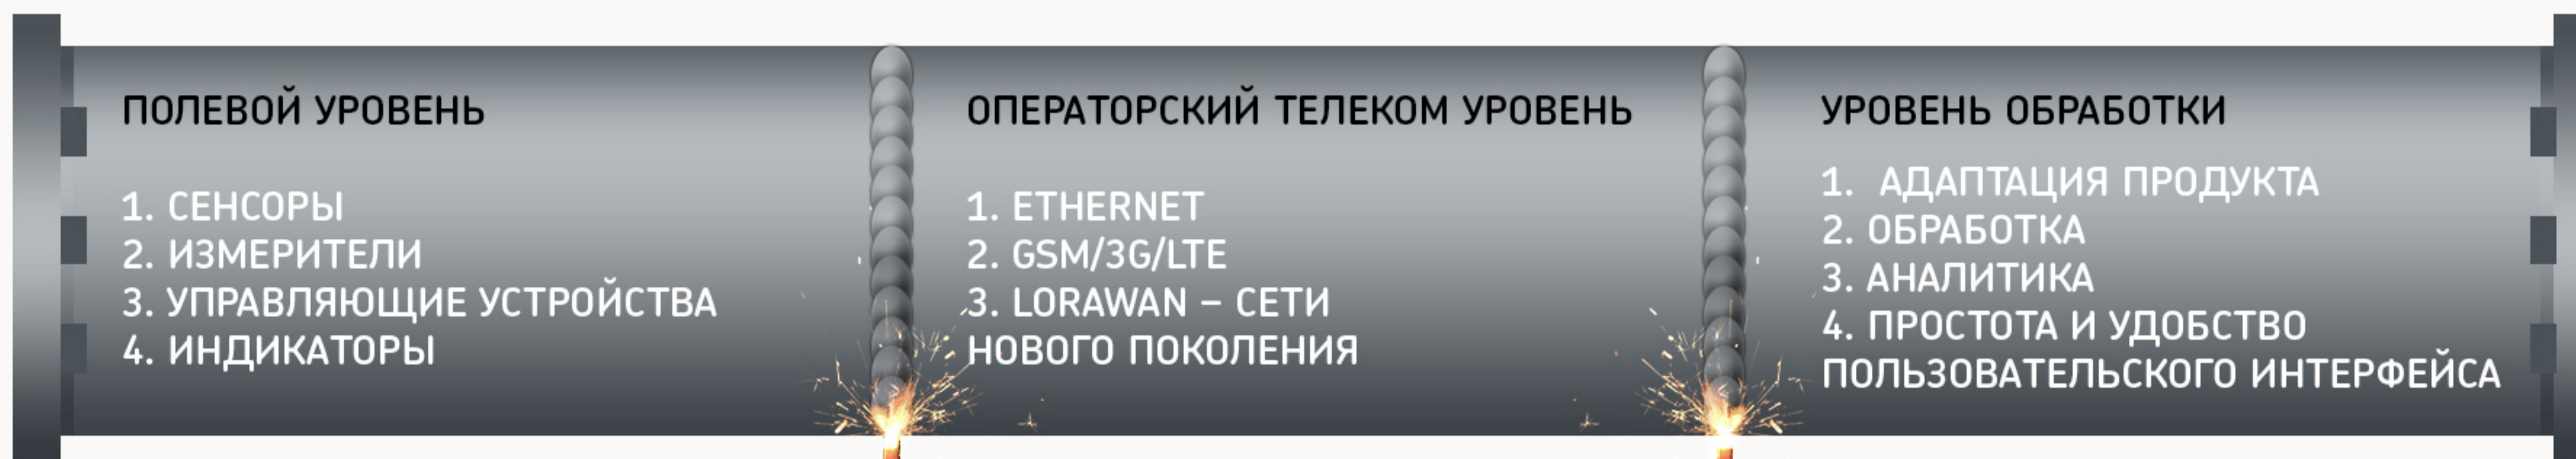 ПОЛЕВОЙ УРОВЕНЬ
1. СЕНСОРЫ
2. ИЗМЕРИТЕЛИ
3. УПРАВЛЯЮЩИЕ УСТРОЙСТВА
4. ИНДИКАТОРЫ
ОПЕРАТОРСКИЙ ТЕЛЕКОМ УРОВЕНЬ
1. ETHERNET
2. GSM/3G/LTE
3. LORAWAN – СЕТИ
НОВОГО ПОКОЛЕНИЯ
УРОВЕНЬ ОБРАБОТКИ
1. АДАПТАЦИЯ ПРОДУКТА
2. ОБРАБОТКА
3. АНАЛИТИКА
4. ПРОСТОТА И УДОБСТВО
ПОЛЬЗОВАТЕЛЬСКОГО ИНТЕРФЕЙСА